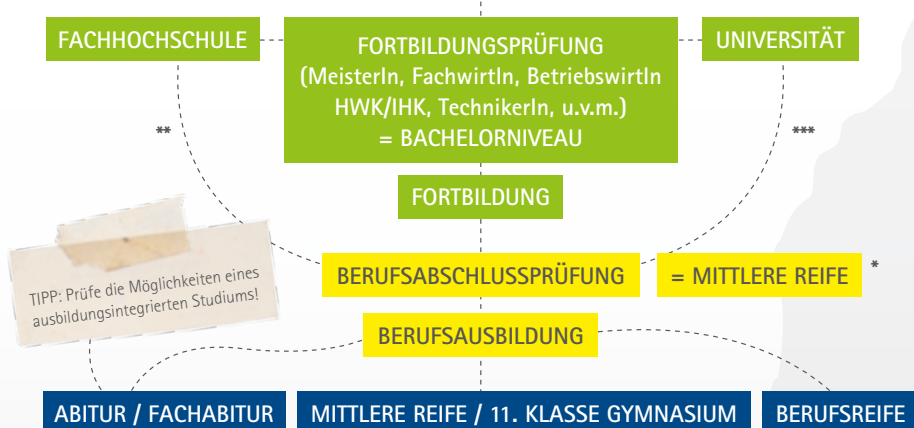 FACHHOCHSCHULE
FORTBILDUNGSPRÜFUNG
(MeisterIn, FachwirtIn, BetriebswirtIn
HWK/IHK, TechnikerIn, u.v.m.)
= BACHELORNIVEAU
UNIVERSITÄT
**
***
FORTBILDUNG
TIPP: Prüfe die Möglichkeiten eines
ausbildungsintegrierten Studiums!
BERUFSABSCHLUSSPRÜFUNG
= MITTLERE REIFE *
BERUFSAUSBILDUNG
ABITUR / FACHABITUR
MITTLERE REIFE / 11. KLASSE GYMNASIUM
BERUFSREIFE